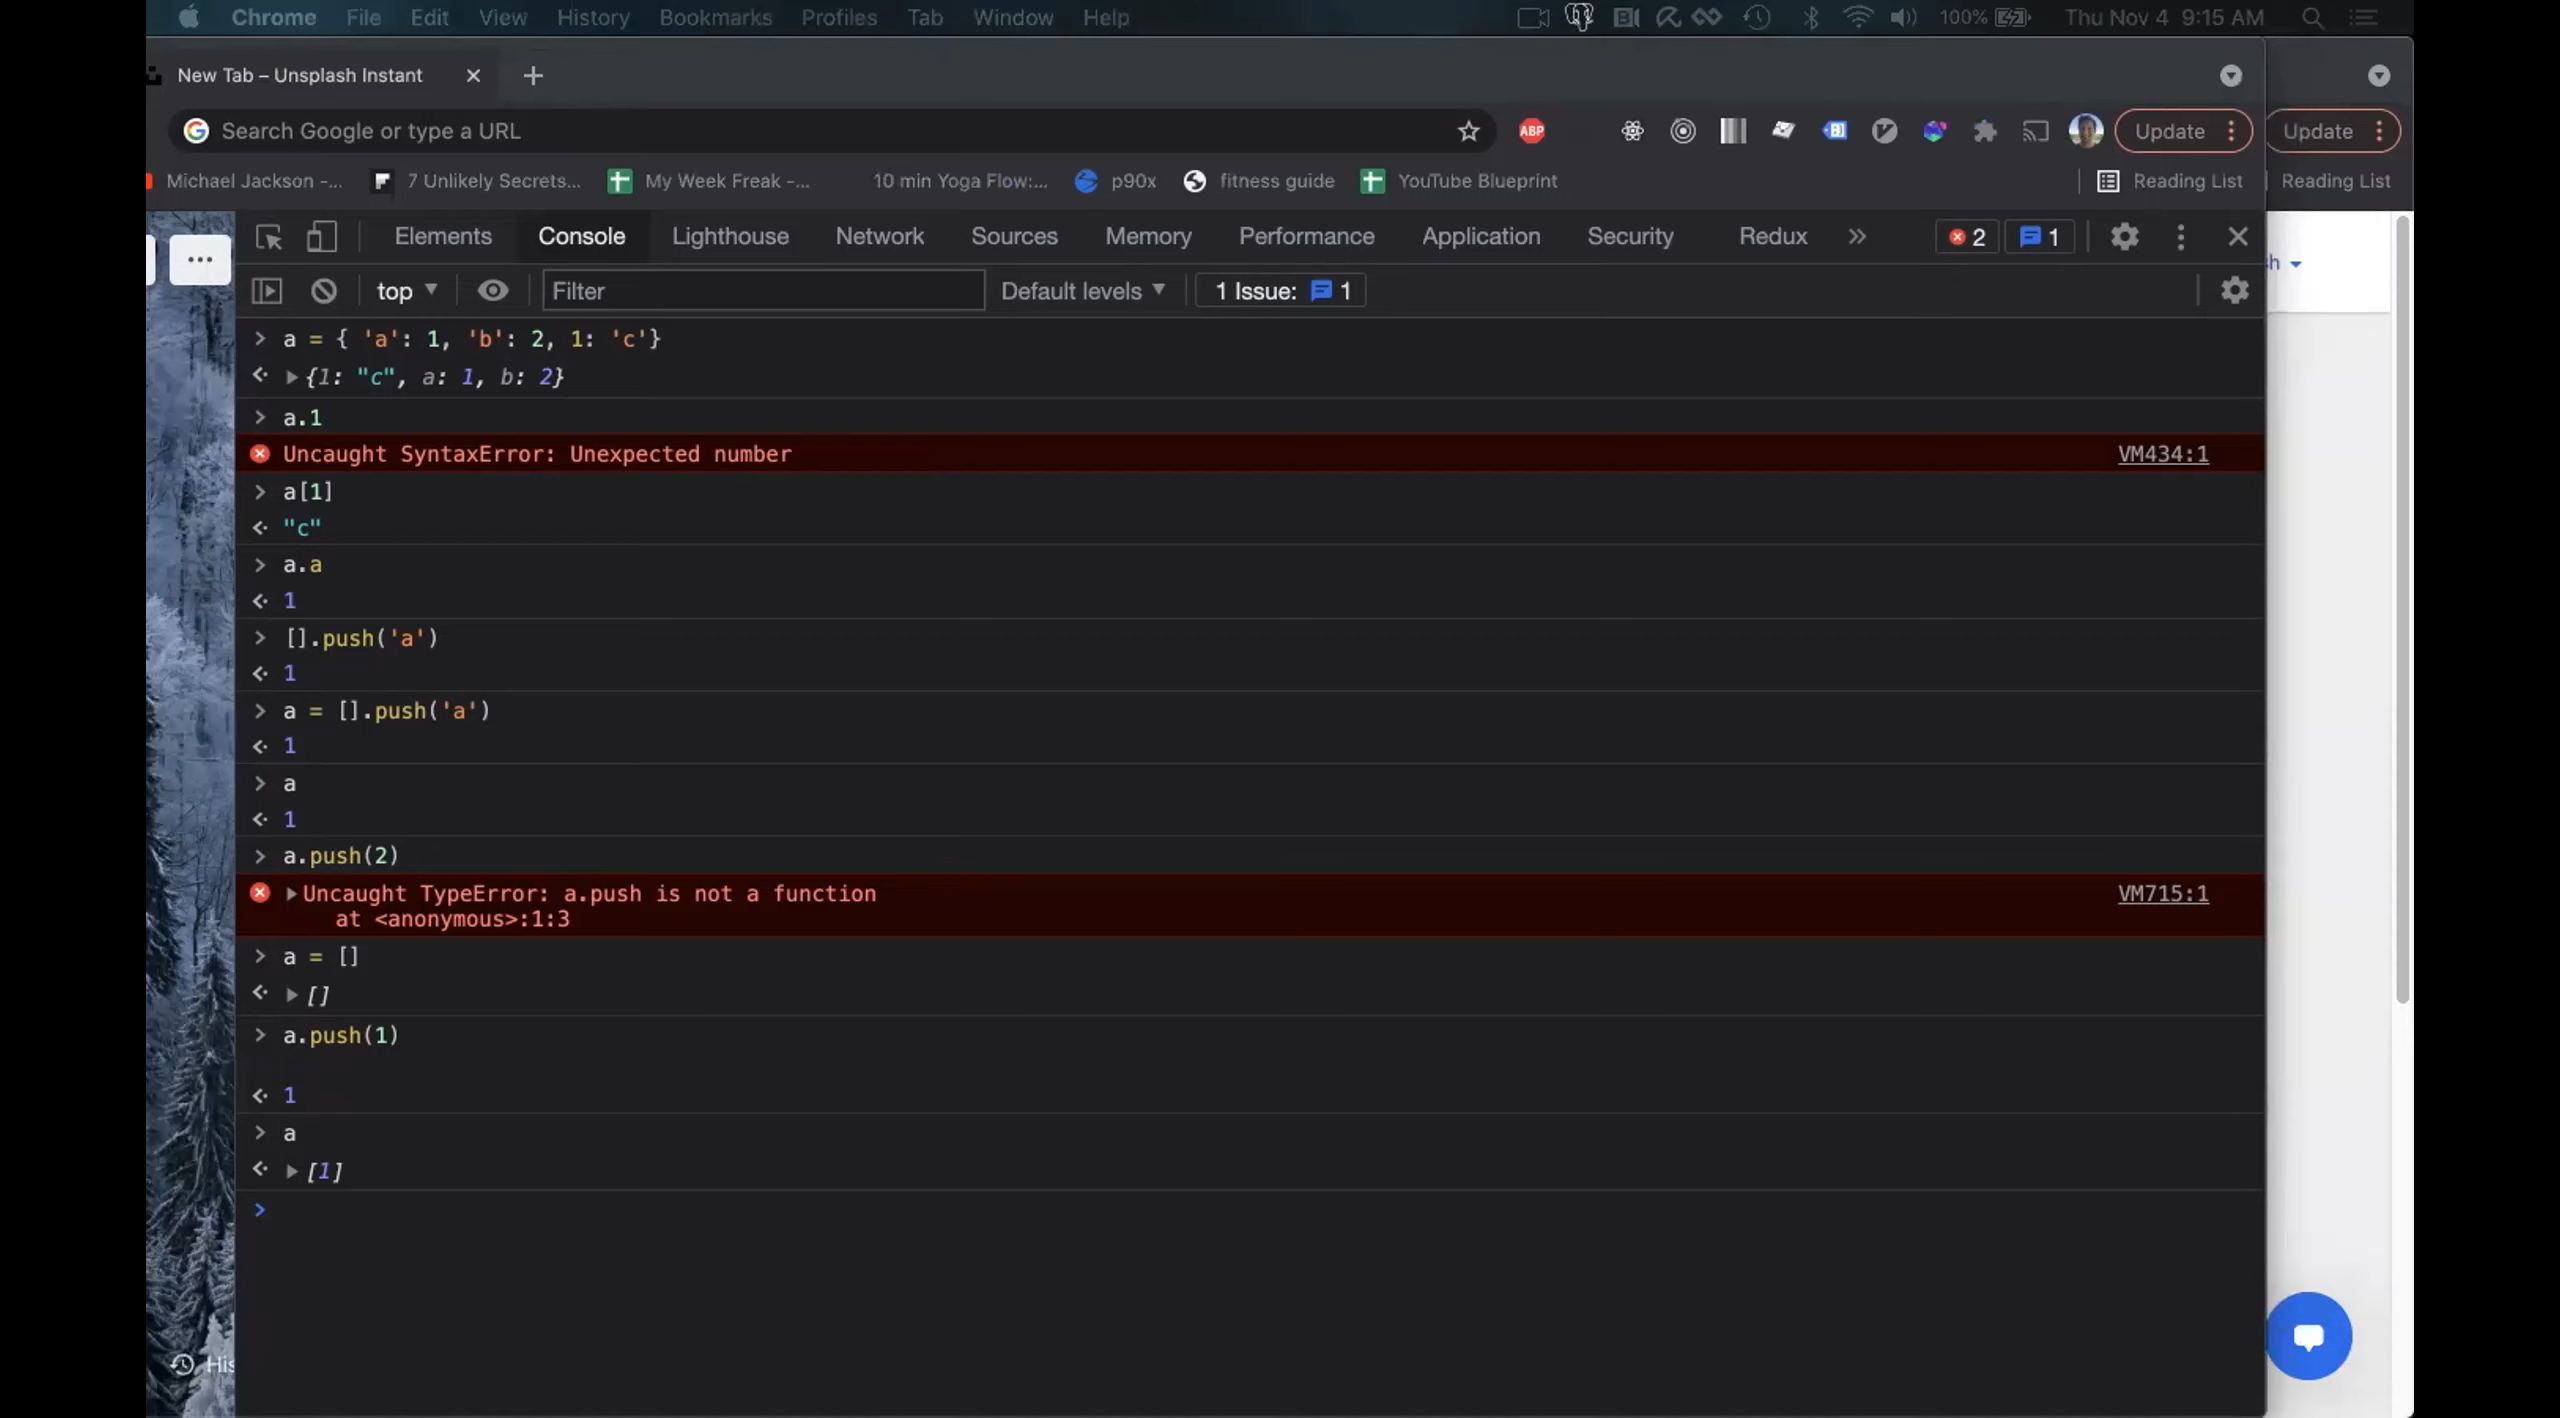 Chrome File Edit View History Bookmarks Profiles Tab Window Help 100% Thu Nov 4 9:15 AM
New Tab – Unsplash Instant
Search Google or type a URL ABP Update Update
Michael Jackson -... 7 Unlikely Secrets... My Week Freak -... 10 min Yoga Flow:... p90x fitness guide YouTube Blueprint Reading List Reading List
Elements Console Lighthouse Network Sources Memory Performance Application Security Redux » 2 1
top Filter Default levels 1 Issue: 1
> a = { 'a': 1, 'b': 2, 1: 'c'}
{1: "c", a: 1, b: 2}
> a.1
Uncaught SyntaxError: Unexpected number VM434:1
> a[1]
"c"
> a.a
1
> [].push('a')
1
> a = [].push('a')
1
> a
1
> a.push(2)
Uncaught TypeError: a.push is not a function VM715:1
at <anonymous>:1:3
> a = []
[]
> a.push(1)
1
> a
[1]
>